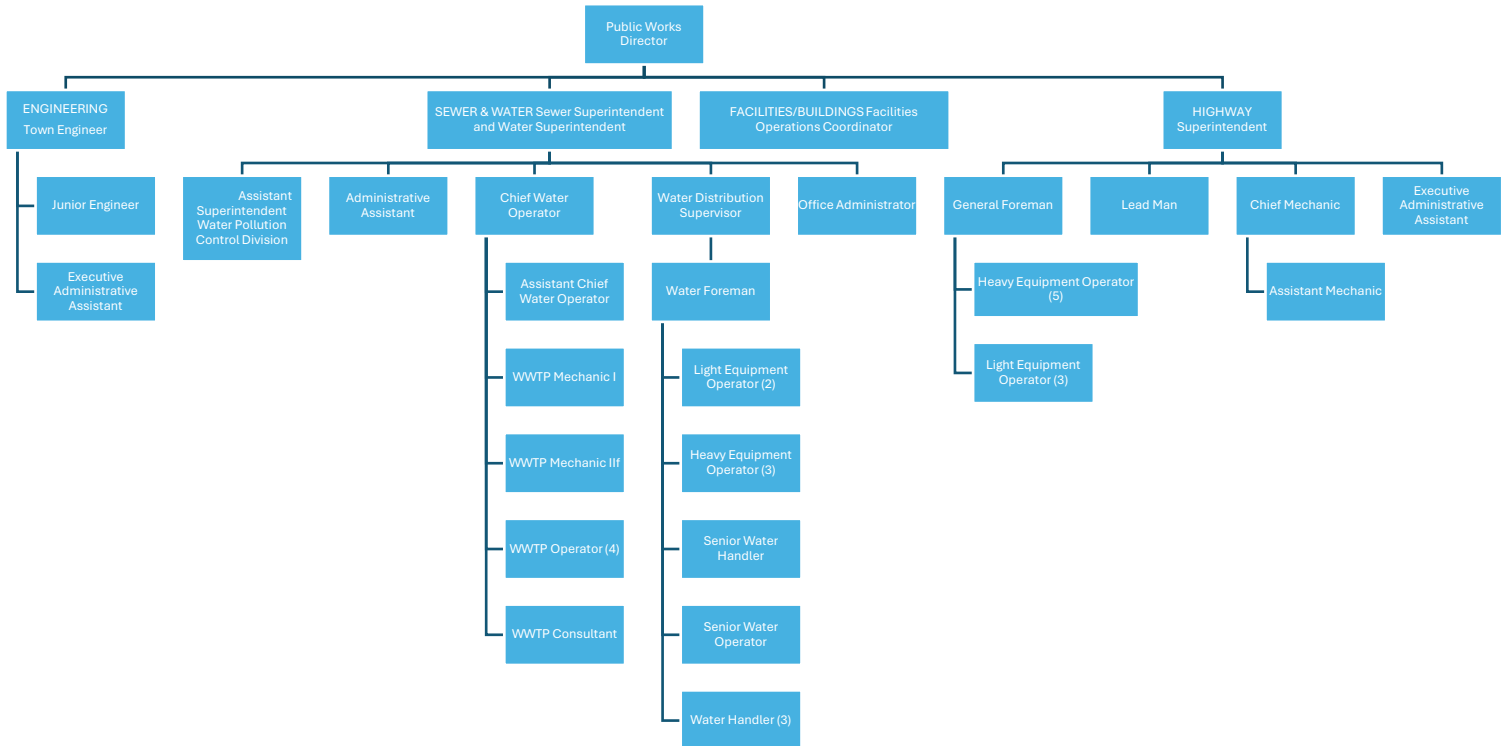 Public Works
Director
ENGINEERING
Town Engineer
SEWER & WATER Sewer Superintendent
and Water Superintendent
FACILITIES/BUILDINGS Facilities
Operations Coordinator
HIGHWAY
Superintendent
Junior Engineer
Assistant
Superintendent
Water Pollution
Control Division
Administrative
Assistant
Chief Water
Operator
Water Distribution
Supervisor
Office Administrator
General Foreman
Lead Man
Chief Mechanic
Executive
Administrative
Assistant
Executive
Administrative
Assistant
Assistant Chief
Water Operator
Water Foreman
Heavy Equipment Operator
(5)
Assistant Mechanic
WWTP Mechanic I
Light Equipment
Operator (2)
Light Equipment
Operator (3)
WWTP Mechanic IIf
Heavy Equipment
Operator (3)
WWTP Operator (4)
Senior Water
Handler
WWTP Consultant
Senior Water
Operator
Water Handler (3)